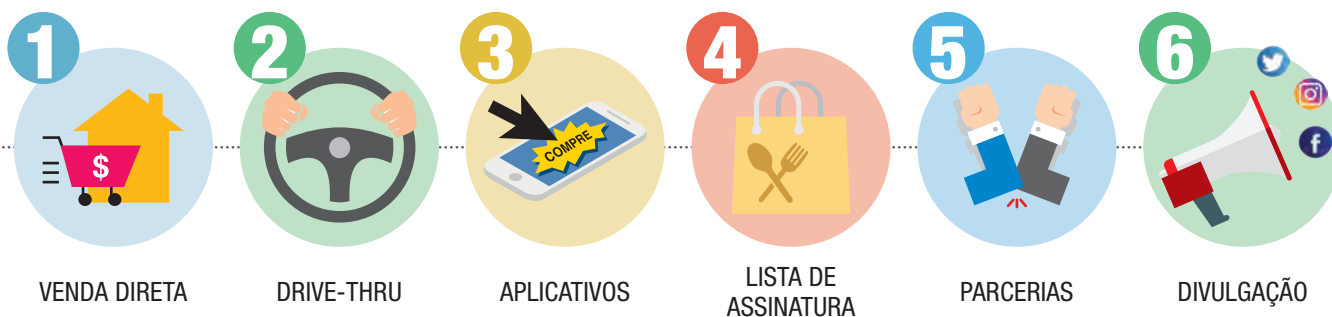 1
2
3
4
5
6
$
COMPRE
VENDA DIRETA
DRIVE-THRU
APLICATIVOS
LISTA DE
ASSINATURA
PARCERIAS
DIVULGAÇÃO